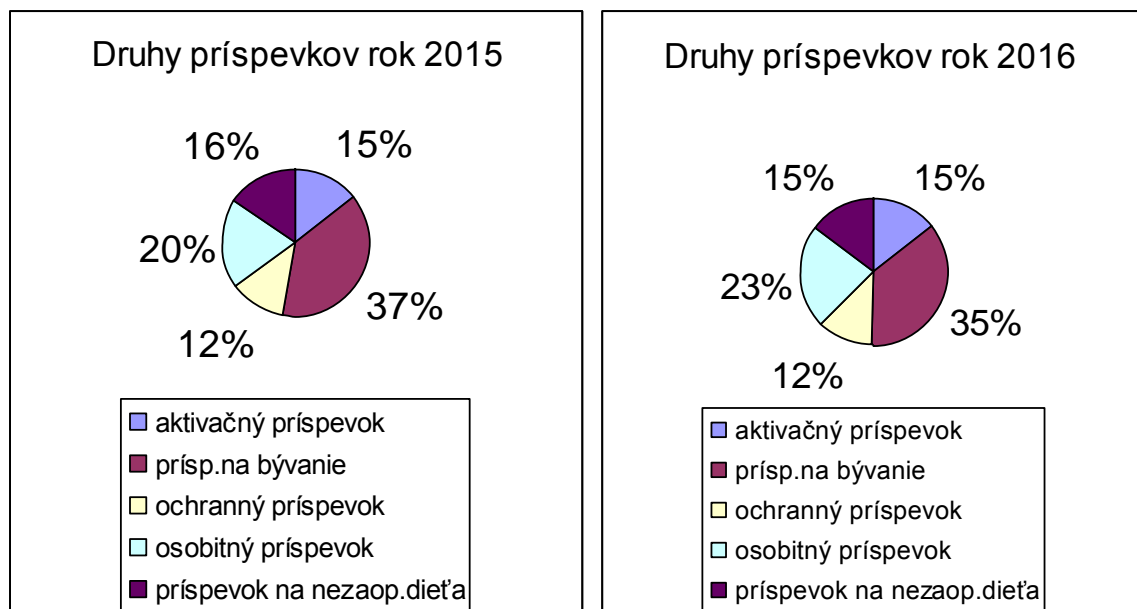 Druhy príspevkov rok 2015
16%
15%
20%
37%
12%
aktivačný príspevok
prísp.na bývanie
ochranný príspevok
osobitný príspevok
príspevok na nezaop.dieťa
Druhy príspevkov rok 2016
15%
15%
23%
35%
12%
aktivačný príspevok
prísp.na bývanie
ochranný príspevok
osobitný príspevok
príspevok na nezaop.dieťa